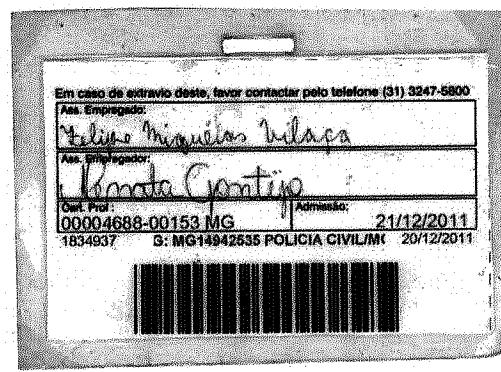 Em caso de extravio deste, favor contactar pelo telefone (31) 3247-5800
Ass. Empregado:
Felipe Miquelas Vilaça
Ass. Empregador:
Renata Gontijo
Cart. Prof :
Admissão:
00004688-00153 MG
21/12/2011
1834937 G: MG14942535 POLICIA CIVIL/M( 20/12/2011